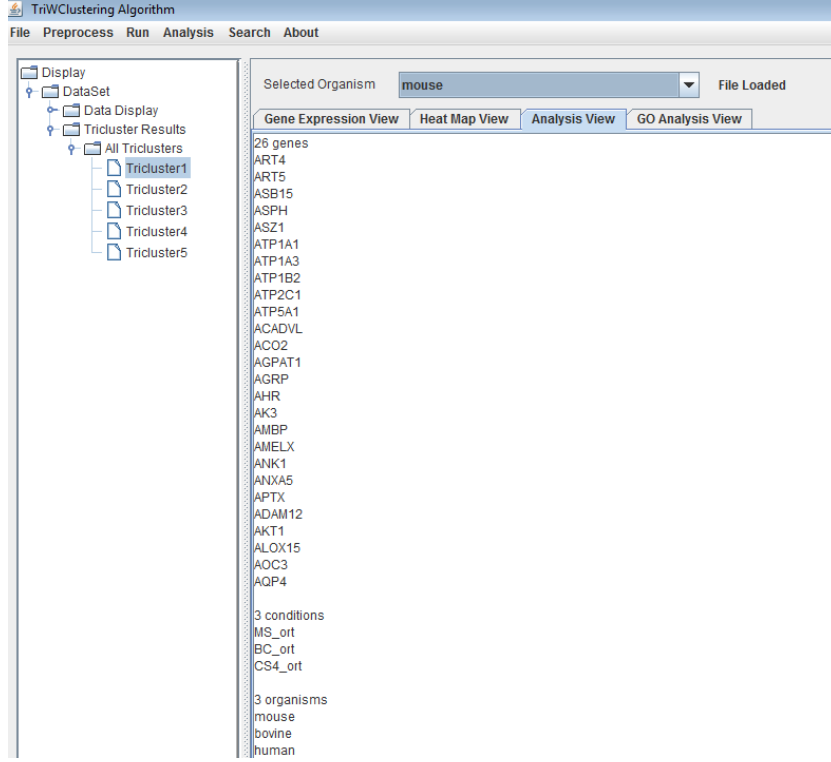 TriWClustering Algorithm
File Preprocess Run Analysis Search About
Display
DataSet
Data Display
Tricluster Results
All Triclusters
Tricluster1
Tricluster2
Tricluster3
Tricluster4
Tricluster5
Selected Organism mouse File Loaded
Gene Expression View Heat Map View Analysis View GO Analysis View
26 genes
ART4
ART5
ASB15
ASPH
ASZ1
ATP1A1
ATP1A3
ATP1B2
ATP2C1
ATP5A1
ACADVL
ACO2
AGPAT1
AGRP
AHR
AK3
AMBP
AMELX
ANK1
ANXA5
APTX
ADAM12
AKT1
ALOX15
AOC3
AQP4
3 conditions
MS_ort
BC_ort
CS4_ort
3 organisms
mouse
bovine
human